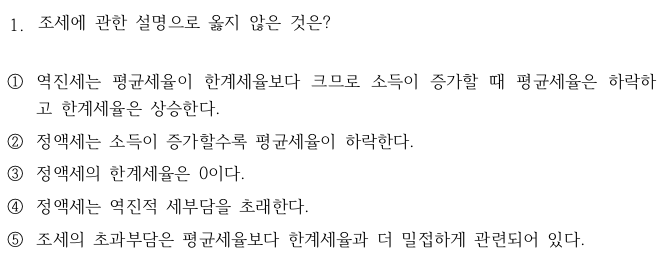 1. 조세에 관한 설명으로 옳지 않은 것은?
① 역진세는 평균세율이 한계세율보다 크므로 소득이 증가할 때 평균세율은 하락하
고 한계세율은 상승한다.
② 정액세는 소득이 증가할수록 평균세율이 하락한다.
③ 정액세의 한계세율은 0이다.
④ 정액세는 역진적 세부담을 초래한다.
⑤ 조세의 초과부담은 평균세율보다 한계세율과 더 밀접하게 관련되어 있다.